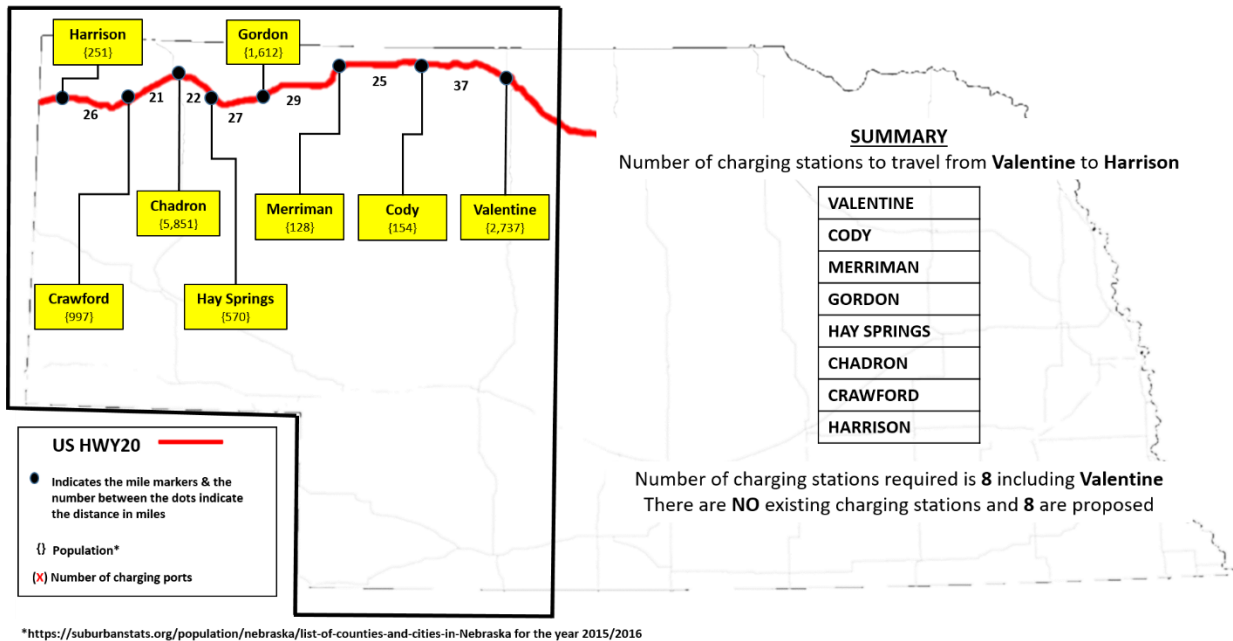 Harrison
{251}
Gordon
{1,612}
26
21
22
27
29
25
37
Chadron
{5,851}
Merriman
{128}
Cody
{154}
Valentine
{2,737}
Crawford
{997}
Hay Springs
{570}
US HWY20
Indicates the mile markers & the
number between the dots indicate
the distance in miles
{} Population*
(X) Number of charging ports
SUMMARY
Number of charging stations to travel from Valentine to Harrison
VALENTINE
CODY
MERRIMAN
GORDON
HAY SPRINGS
CHADRON
CRAWFORD
HARRISON
Number of charging stations required is 8 including Valentine
There are NO existing charging stations and 8 are proposed
*https://suburbanstats.org/population/nebraska/list-of-counties-and-cities-in-Nebraska for the year 2015/2016